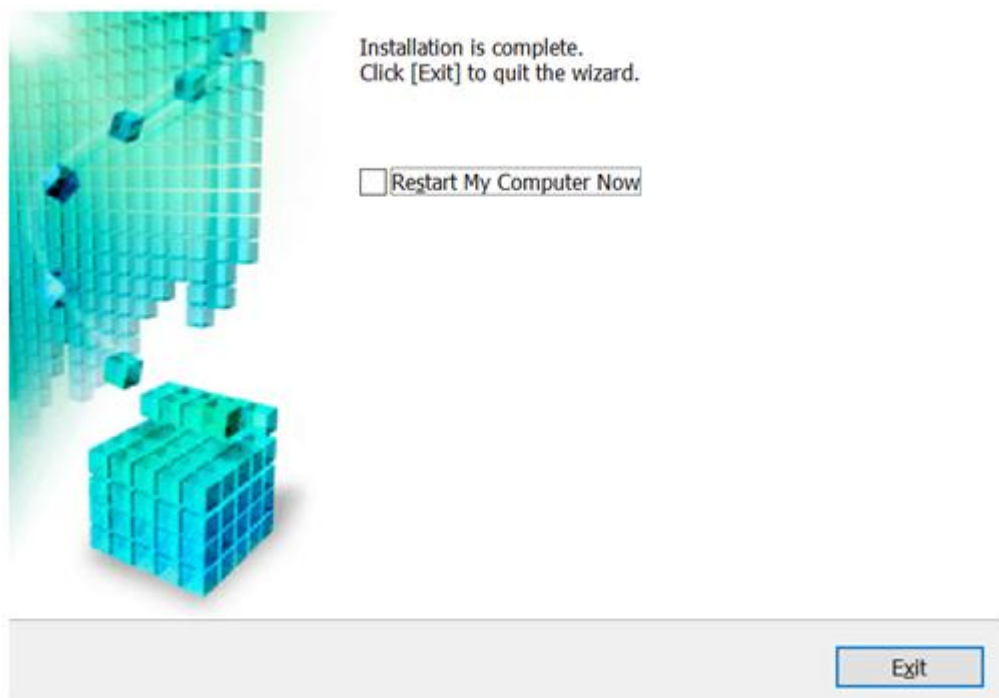 Installation is complete.
Click [Exit] to quit the wizard.
Restart My Computer Now
Exit